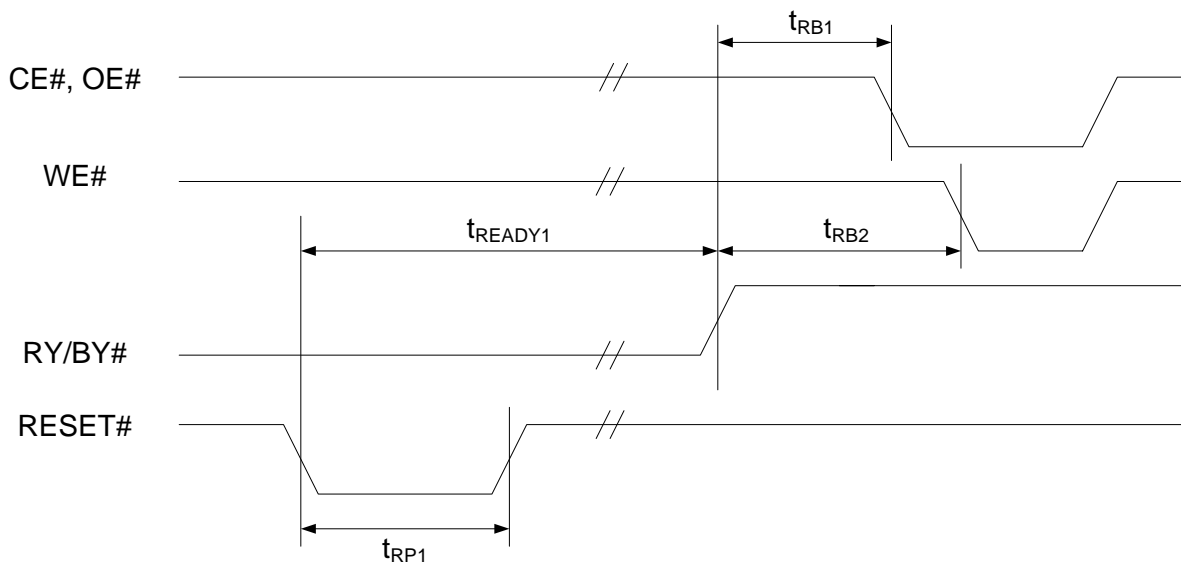 tRB1
CE#, OE#
WE#
tREADY1
tRB2
RY/BY#
RESET#
tRP1